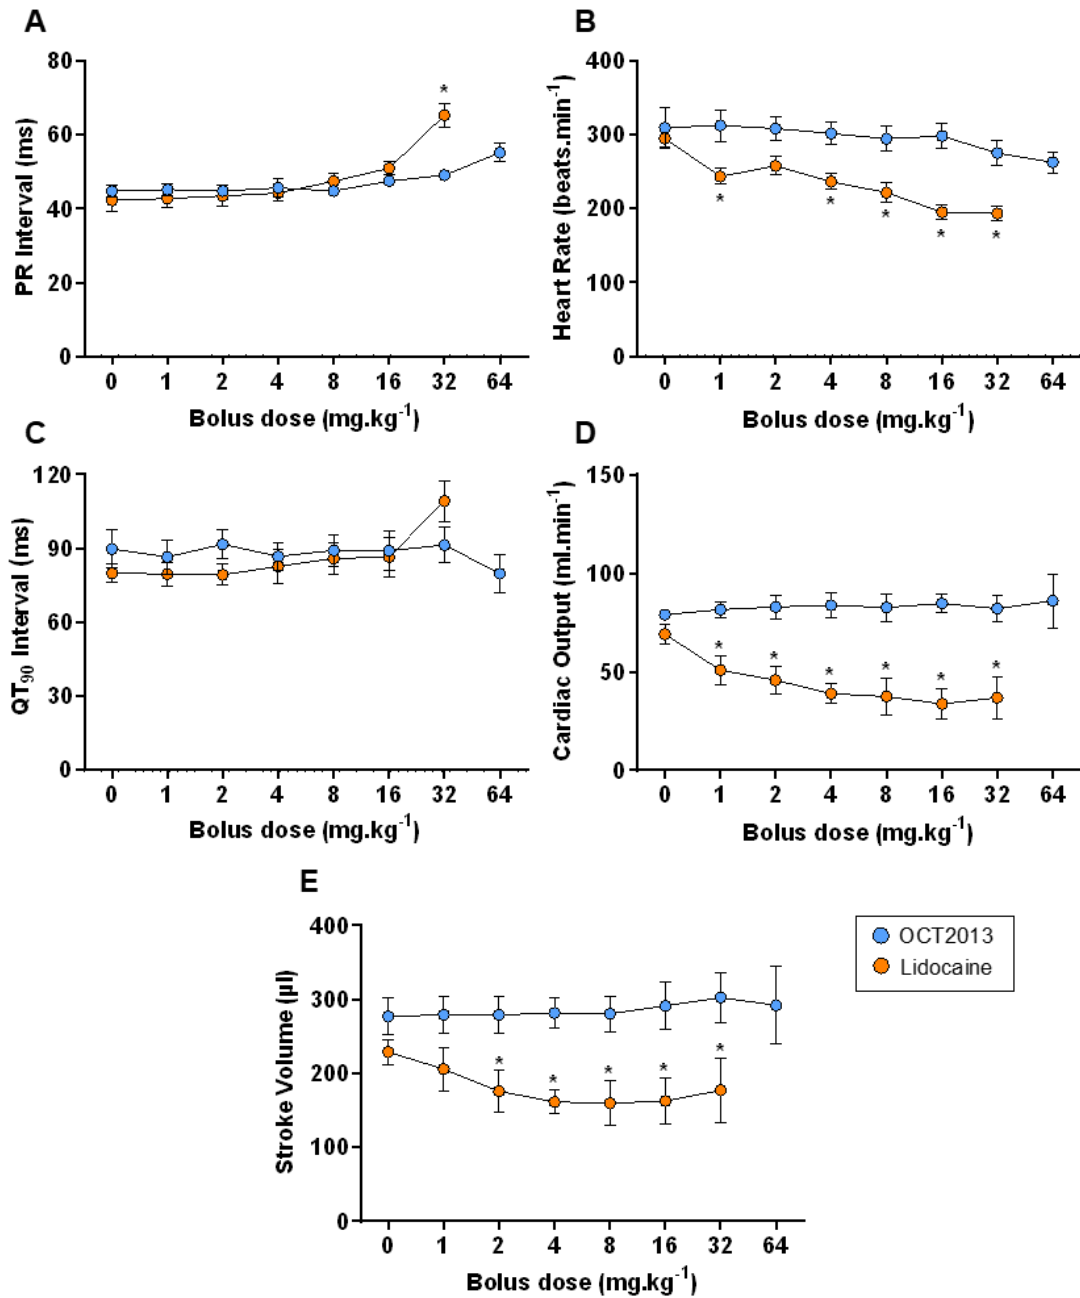 A
80
60
40
20
0
PR Interval (ms)
*
0 1 2 4 8 16 32 64
Bolus dose (mg.kg⁻¹)
B
400
300
200
100
0
Heart Rate (beats.min⁻¹)
* * * * *
0 1 2 4 8 16 32 64
Bolus dose (mg.kg⁻¹)
C
120
90
60
30
0
QT₉₀ Interval (ms)
0 1 2 4 8 16 32 64
Bolus dose (mg.kg⁻¹)
D
150
100
50
0
Cardiac Output (ml.min⁻¹)
* * * * * *
0 1 2 4 8 16 32 64
Bolus dose (mg.kg⁻¹)
E
400
300
200
100
0
Stroke Volume (µl)
* * * * *
0 1 2 4 8 16 32 64
Bolus dose (mg.kg⁻¹)
OCT2013
Lidocaine